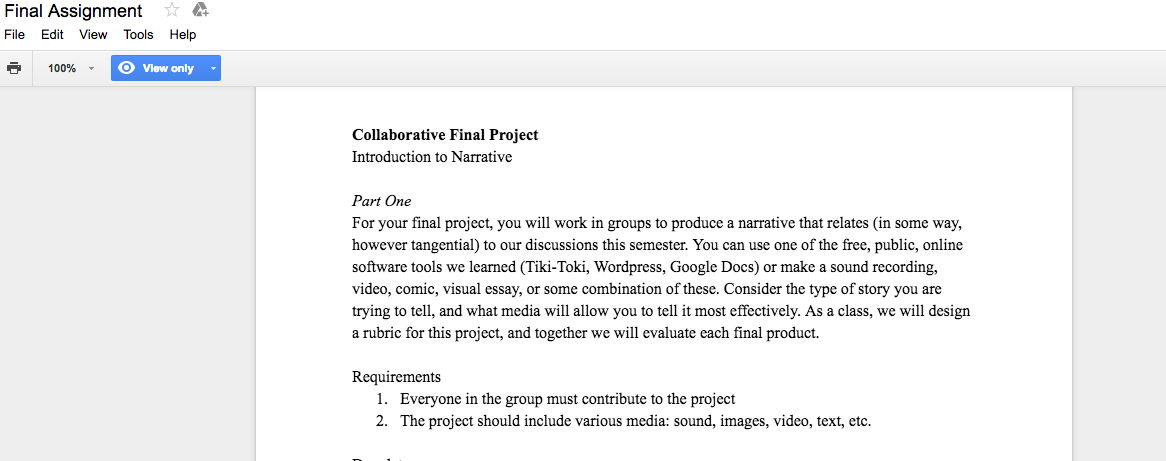 Final Assignment
File Edit View Tools Help
100% View only
Collaborative Final Project
Introduction to Narrative
Part One
For your final project, you will work in groups to produce a narrative that relates (in some way,
however tangential) to our discussions this semester. You can use one of the free, public, online
software tools we learned (Tiki-Toki, Wordpress, Google Docs) or make a sound recording,
video, comic, visual essay, or some combination of these. Consider the type of story you are
trying to tell, and what media will allow you to tell it most effectively. As a class, we will design
a rubric for this project, and together we will evaluate each final product.
Requirements
1. Everyone in the group must contribute to the project
2. The project should include various media: sound, images, video, text, etc.